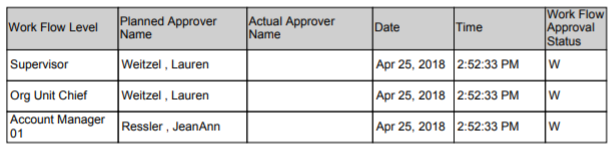 Work Flow Level Planned Approver Name Actual Approver Name Date Time Work Flow Approval Status
Supervisor Weitzel , Lauren Apr 25, 2018 2:52:33 PM W
Org Unit Chief Weitzel , Lauren Apr 25, 2018 2:52:33 PM W
Account Manager 01 Ressler , JeanAnn Apr 25, 2018 2:52:33 PM W